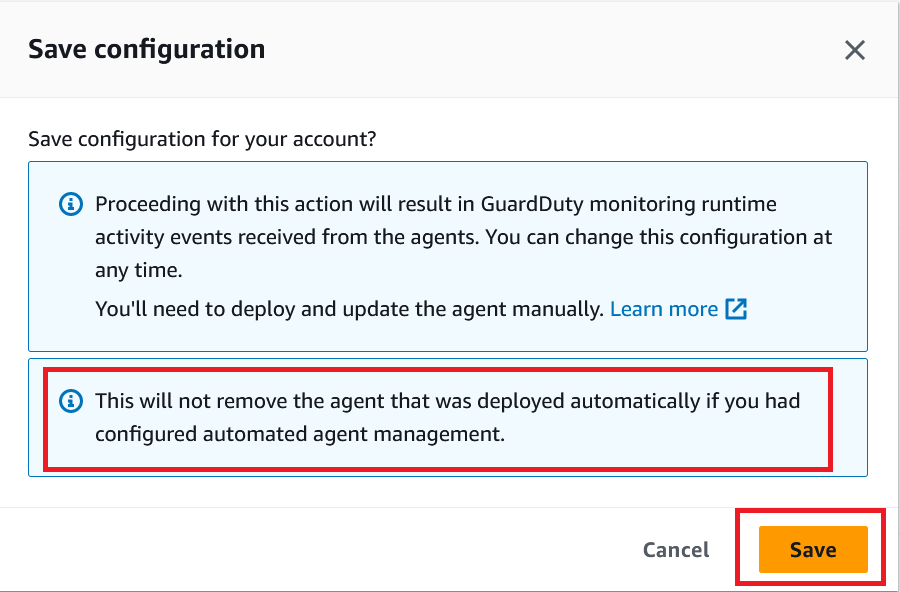 Save configuration
Save configuration for your account?
Proceeding with this action will result in GuardDuty monitoring runtime
activity events received from the agents. You can change this configuration at
any time.
You'll need to deploy and update the agent manually. Learn more
This will not remove the agent that was deployed automatically if you had
configured automated agent management.
Cancel Save